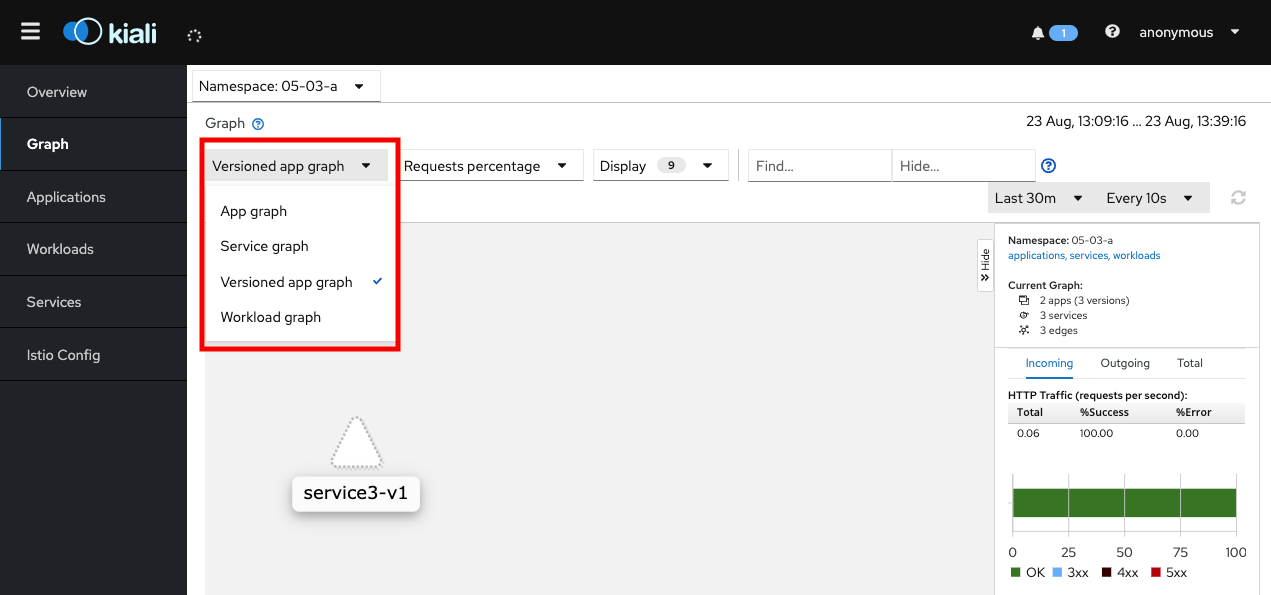 kiali
1
anonymous
Overview
Graph
Applications
Workloads
Services
Istio Config
Namespace: 05-03-a
Graph
23 Aug, 13:09:16 ... 23 Aug, 13:39:16
Versioned app graph
Requests percentage
Display 9
Find...
Hide...
Last 30m
Every 10s
App graph
Service graph
Versioned app graph
Workload graph
service3-v1
Hide
Namespace: 05-03-a
applications, services, workloads
Current Graph:
2 apps (3 versions)
3 services
3 edges
Incoming Outgoing Total
HTTP Traffic (requests per second):
Total %Success %Error
0.06 100.00 0.00
0 25 50 75 100
OK 3xx 4xx 5xx